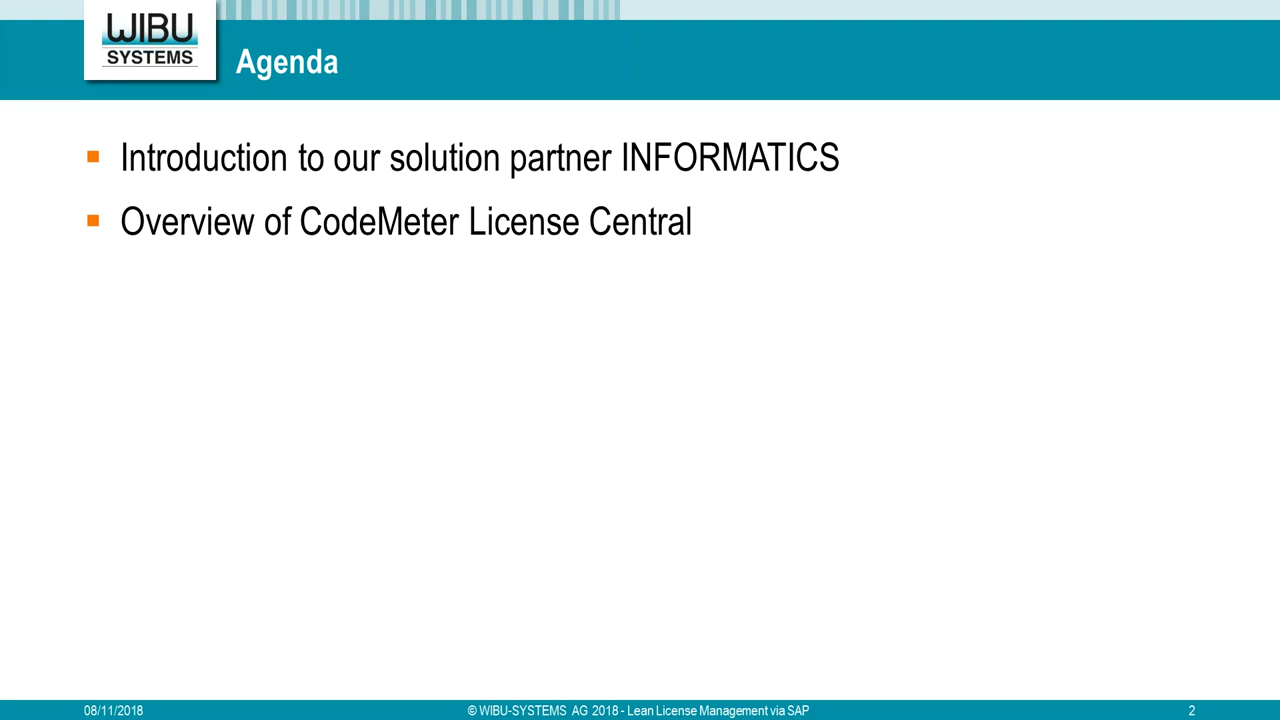 WIBU
SYSTEMS
Agenda
Introduction to our solution partner INFORMATICS
Overview of CodeMeter License Central
08/11/2018
© WIBU-SYSTEMS AG 2018 - Lean License Management via SAP
2